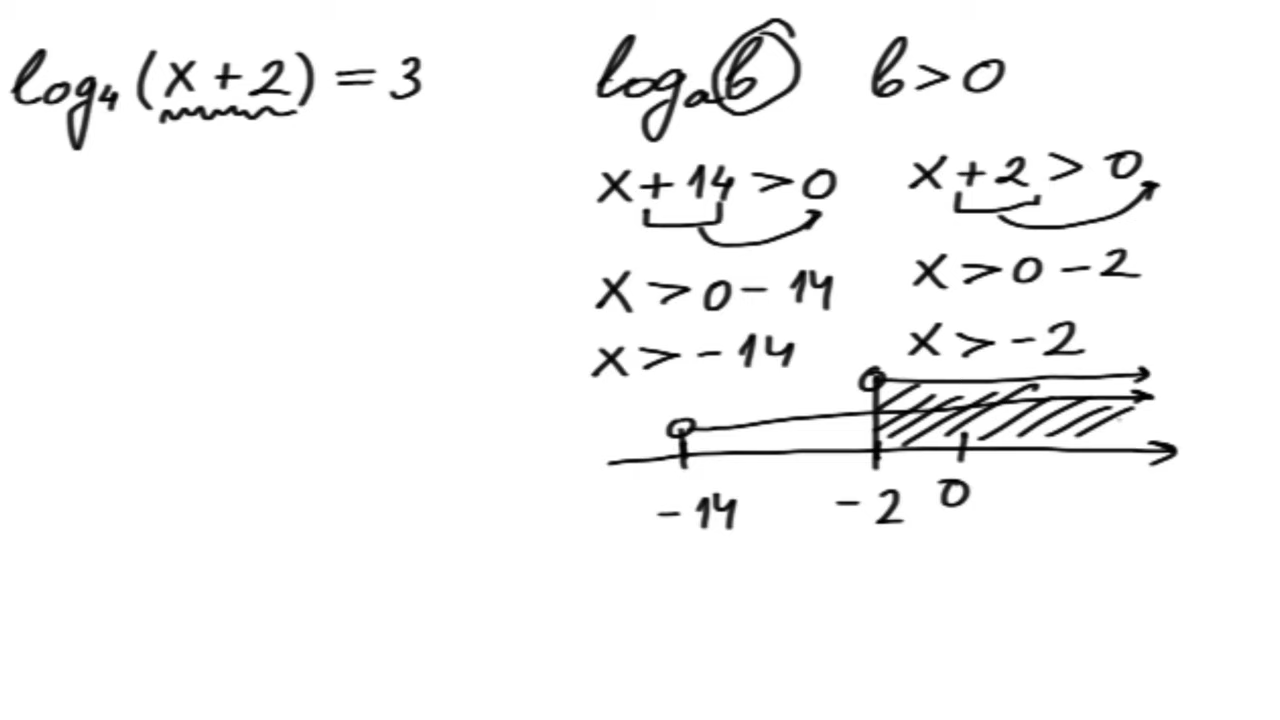 log₄(x+2)=3
logₐb b>0
x+14>0 x+2>0
x>0-14 x>0-2
x>-14 x>-2
-14 -2 0